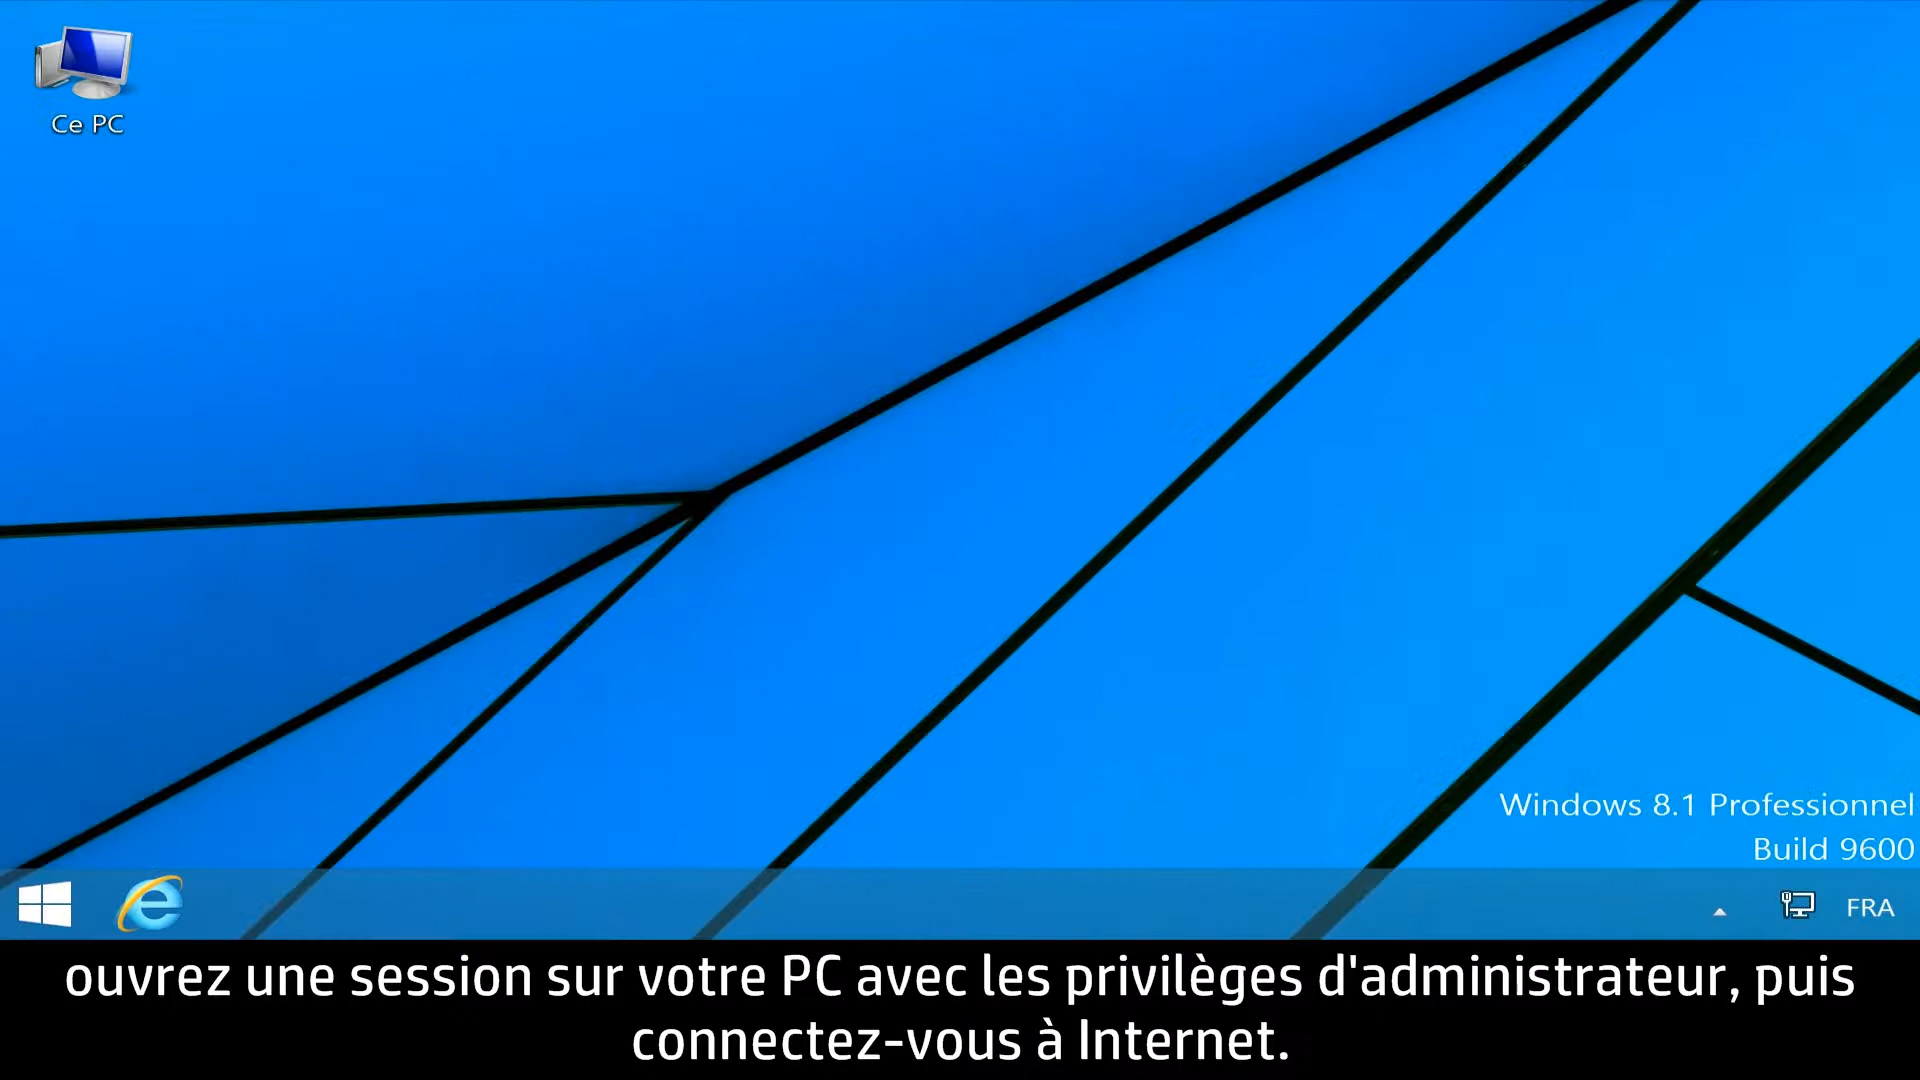 Ce PC
Windows 8.1 Professionnel
Build 9600
FRA
ouvrez une session sur votre PC avec les privilèges d'administrateur, puis
connectez-vous à Internet.